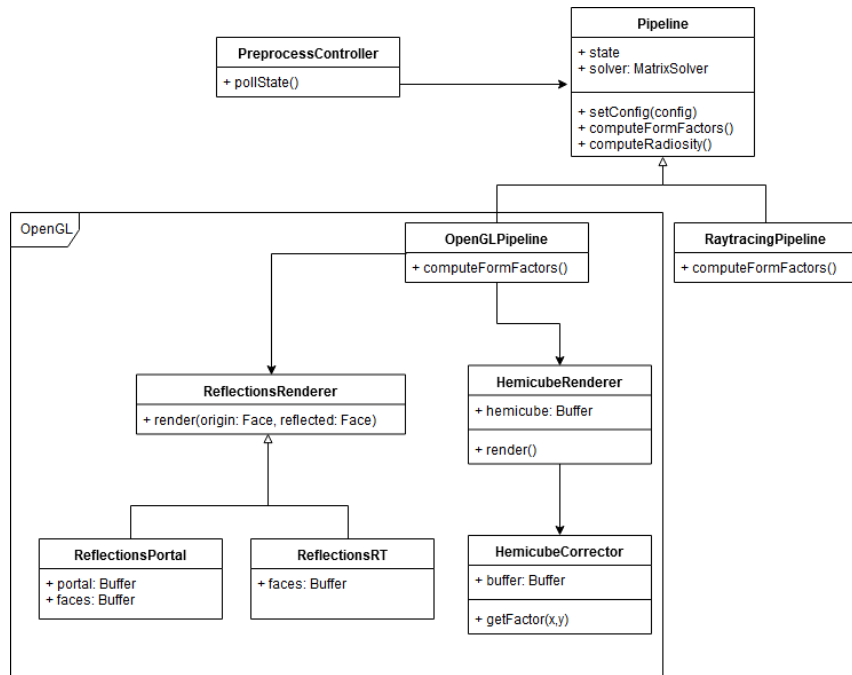 Pipeline
+ state
+ solver: MatrixSolver
+ setConfig(config)
+ computeFormFactors()
+ computeRadiosity()
PreprocessController
+ pollState()
OpenGL
OpenGLPipeline
+ computeFormFactors()
RaytracingPipeline
+ computeFormFactors()
ReflectionsRenderer
+ render(origin: Face, reflected: Face)
HemicubeRenderer
+ hemicube: Buffer
+ render()
ReflectionsPortal
+ portal: Buffer
+ faces: Buffer
ReflectionsRT
+ faces: Buffer
HemicubeCorrector
+ buffer: Buffer
+ getFactor(x,y)